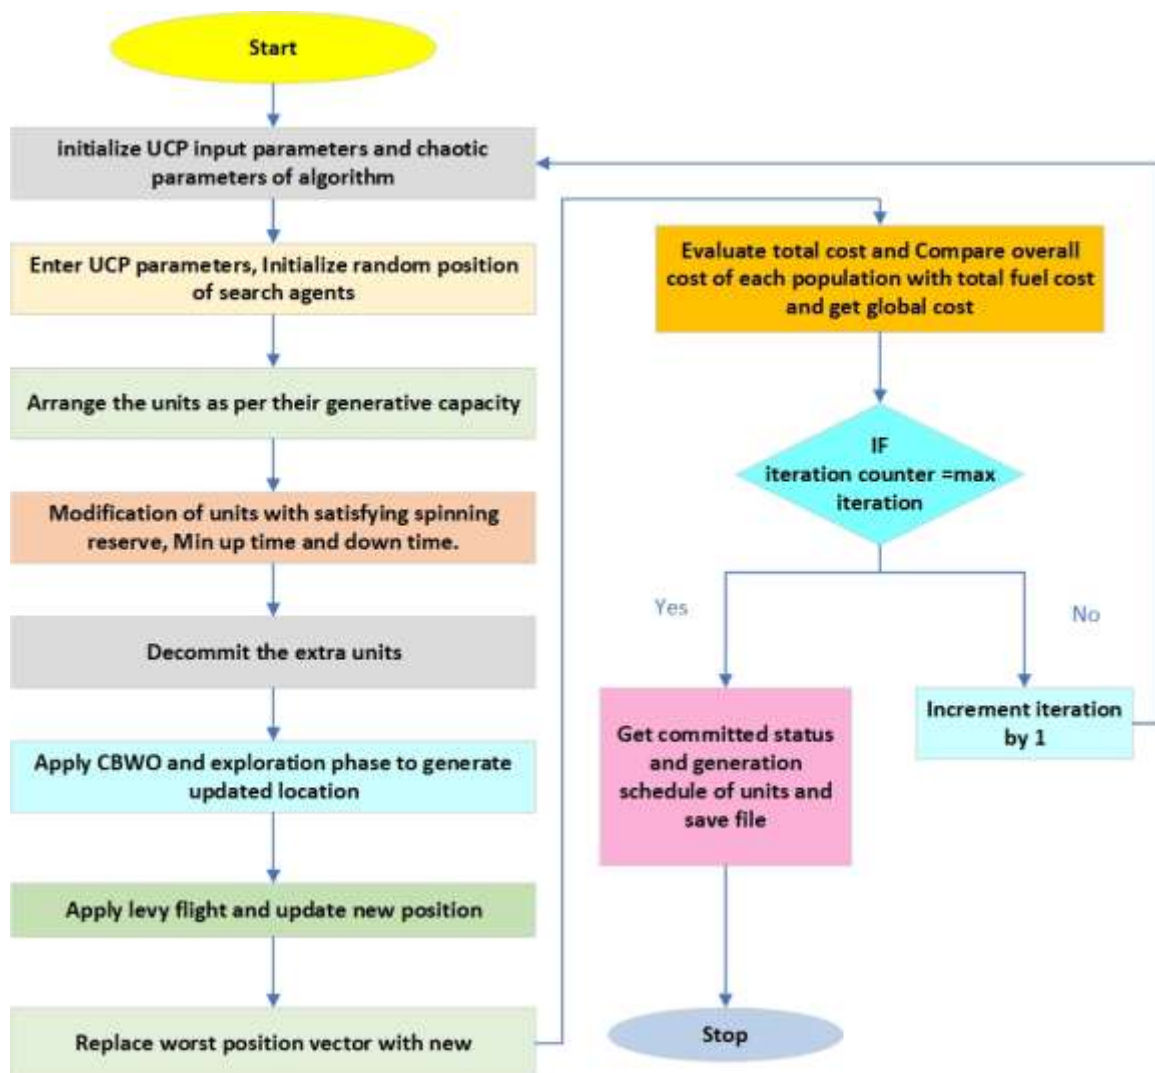 Start
initialize UCP input parameters and chaotic
parameters of algorithm
Enter UCP parameters, Initialize random position
of search agents
Arrange the units as per their generative capacity
Modification of units with satisfying spinning
reserve, Min up time and down time.
Decommit the extra units
Apply CBWO and exploration phase to generate
updated location
Apply levy flight and update new position
Replace worst position vector with new
Evaluate total cost and Compare overall
cost of each population with total fuel cost
and get global cost
IF
iteration counter =max
iteration
Yes
No
Get committed status
and generation
schedule of units and
save file
Increment iteration
by 1
Stop